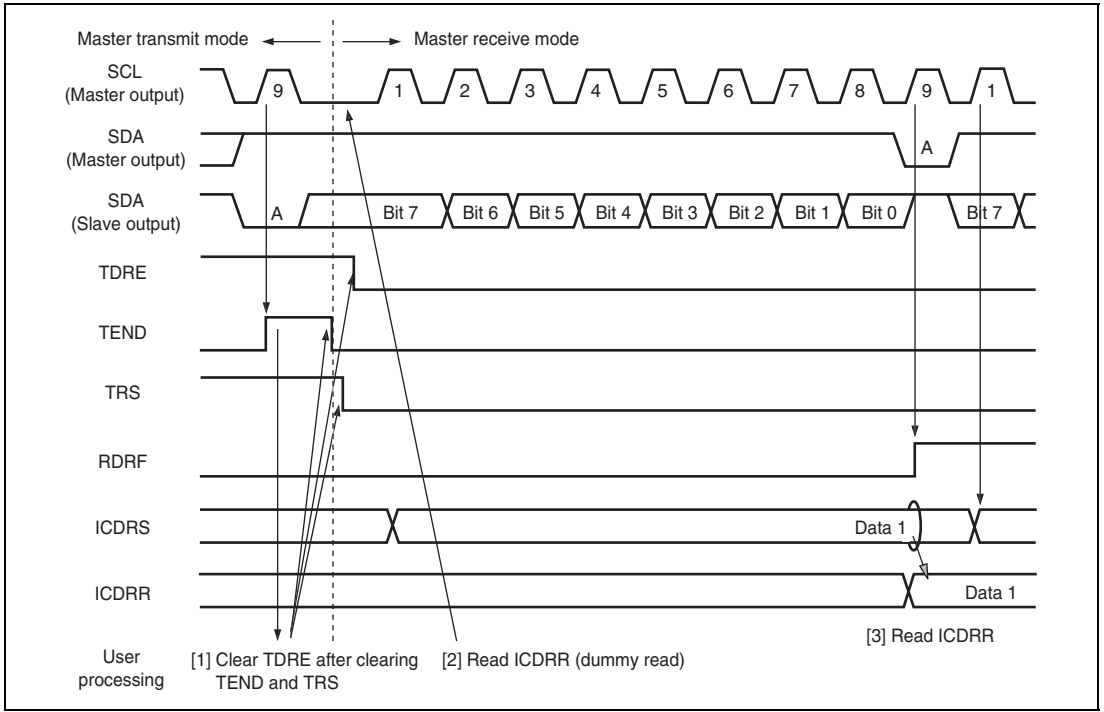 Master transmit mode Master receive mode
SCL
(Master output)
9 1 2 3 4 5 6 7 8 9 1
SDA
(Master output)
A
SDA
(Slave output)
A Bit 7 Bit 6 Bit 5 Bit 4 Bit 3 Bit 2 Bit 1 Bit 0 Bit 7
TDRE
TEND
TRS
RDRF
ICDRS
Data 1
ICDRR
Data 1
User
processing
[1] Clear TDRE after clearing
TEND and TRS
[2] Read ICDRR (dummy read)
[3] Read ICDRR